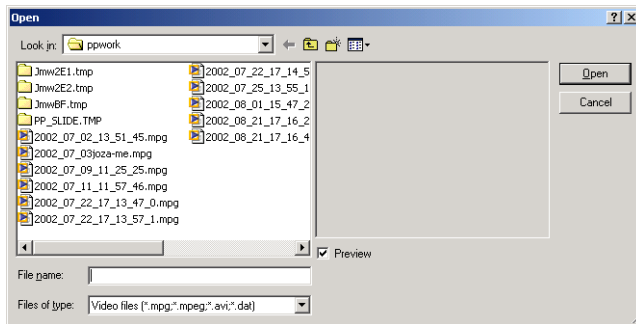 Open
Look in: ppwork
Jmw2E1.tmp
Jmw2E2.tmp
JmwBF.tmp
PP_SLIDE.TMP
2002_07_02_13_51_45.mpg
2002_07_03joza-me.mpg
2002_07_09_11_25_25.mpg
2002_07_11_11_57_46.mpg
2002_07_22_17_13_47_0.mpg
2002_07_22_17_13_57_1.mpg
2002_07_22_17_14_5
2002_07_25_13_55_1
2002_08_01_15_47_2
2002_08_21_17_16_2
2002_08_21_17_16_4
Open
Cancel
Preview
File name:
Files of type: Video files (*.mpg;*.mpeg;*.avi;*.dat)